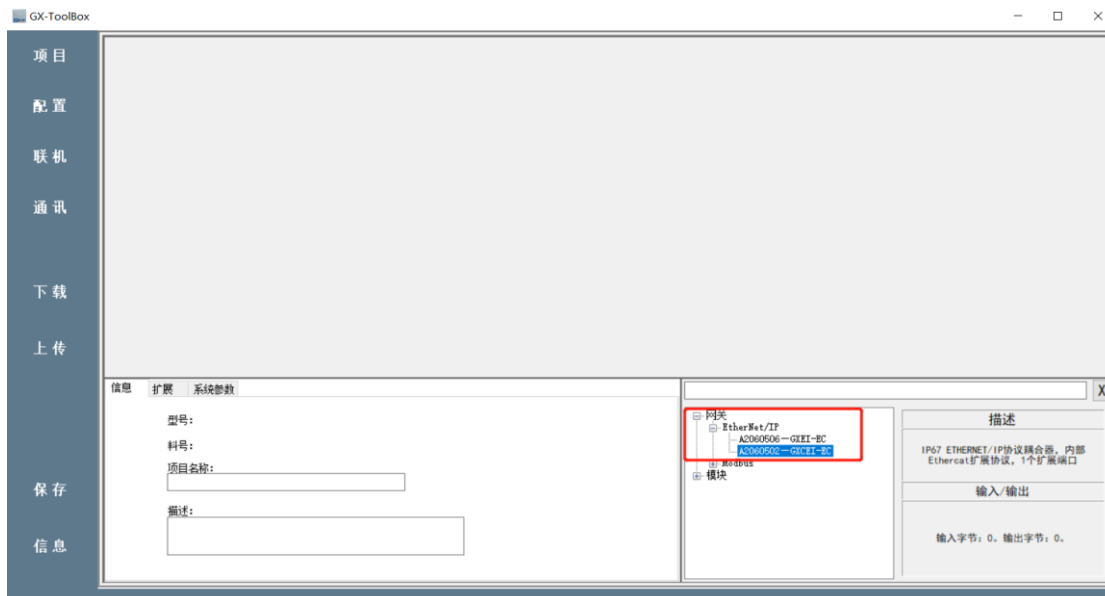 GX-ToolBox
项目
配置
联机
通讯
下载
上传
保存
信息
信息 扩展 系统参数
型号:
料号:
项目名称:
描述:
X
网关
EtherNet/IP
A2060506--GXEI-EC
A2060502--GXCEI-EC
Modbus
模块
描述
IP67 ETHERNET/IP协议耦合器，内部
Ethercat扩展协议，1个扩展端口
输入/输出
输入字节：0。输出字节：0。